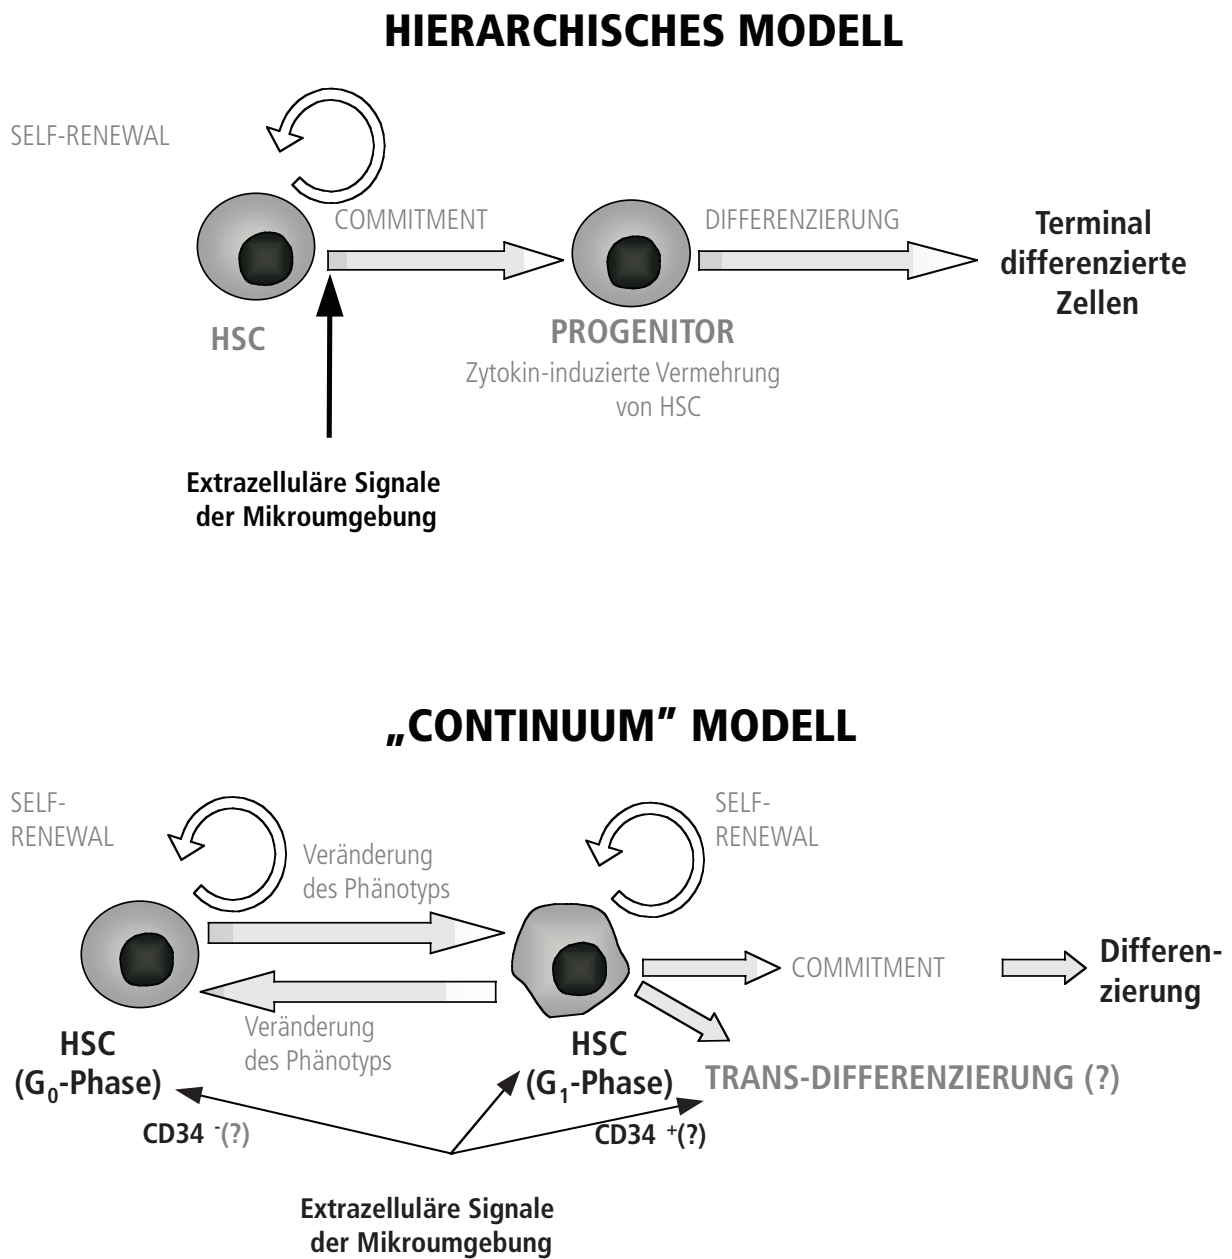 HIERARCHISCHES MODELL
SELF-RENEWAL
COMMITMENT
DIFFERENZIERUNG
Terminal
differenzierte
Zellen
HSC
PROGENITOR
Zytokin-induzierte Vermehrung
von HSC
Extrazelluläre Signale
der Mikroumgebung
„CONTINUUM” MODELL
SELF-
RENEWAL
SELF-
RENEWAL
Veränderung
des Phänotyps
COMMITMENT
Differen-
zierung
Veränderung
des Phänotyps
HSC
(G₀-Phase)
HSC
(G₁-Phase)
TRANS-DIFFERENZIERUNG (?)
CD34 ⁻(?)
CD34 ⁺(?)
Extrazelluläre Signale
der Mikroumgebung